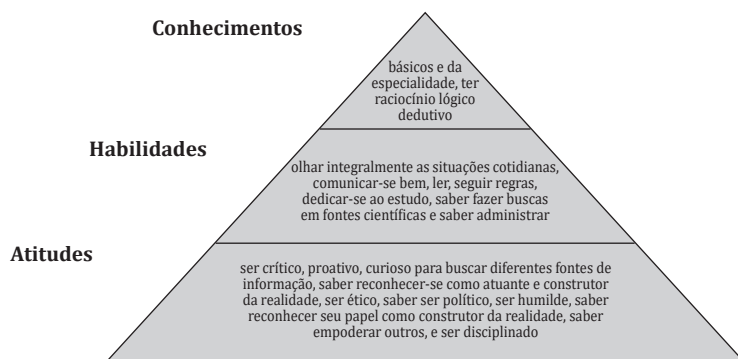 Conhecimentos
básicos e da
especialidade, ter
raciocínio lógico
dedutivo
Habilidades
olhar integralmente as situações cotidianas,
comunicar-se bem, ler, seguir regras,
dedicar-se ao estudo, saber fazer buscas
em fontes científicas e saber administrar
Atitudes
ser crítico, proativo, curioso para buscar diferentes fontes de
informação, saber reconhecer-se como atuante e construtor
da realidade, ser ético, saber ser político, ser humilde, saber
reconhecer seu papel como construtor da realidade, saber
empoderar outros, e ser disciplinado